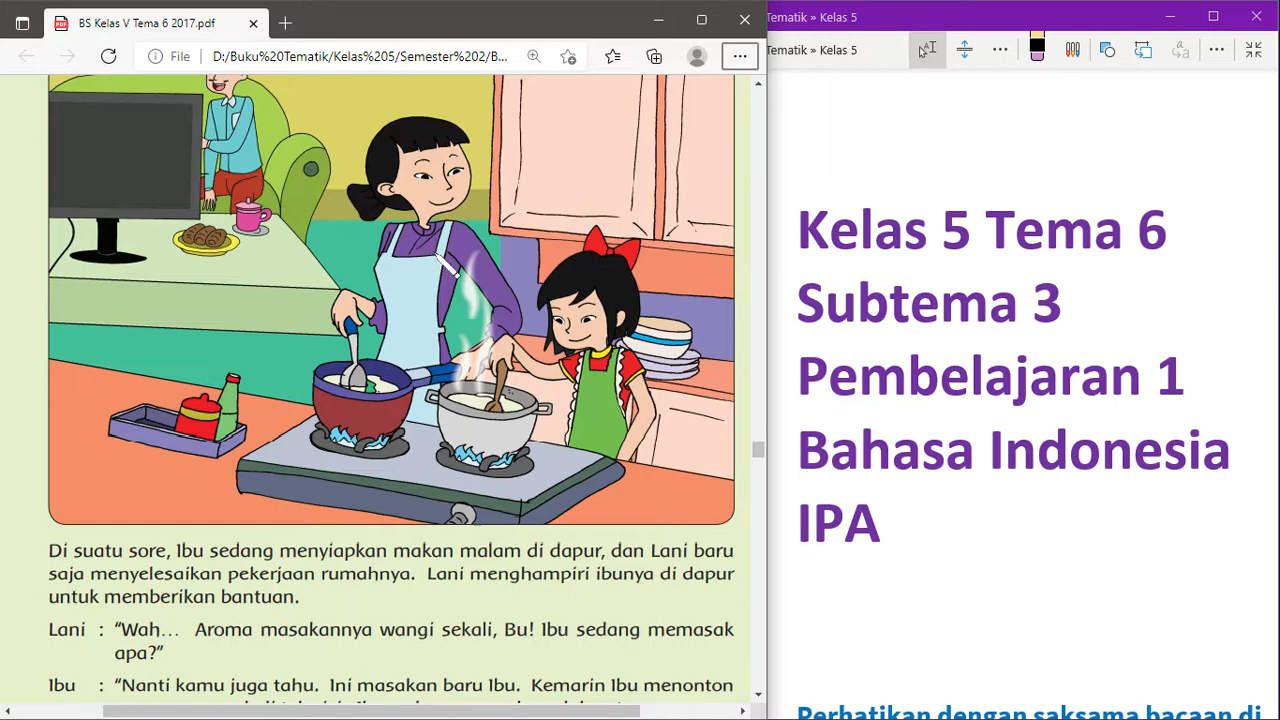 BS Kelas V Tema 6 2017.pdf
File
D:/Buku%20Tematik/Kelas%205/Semester%202/B...
Di suatu sore, Ibu sedang menyiapkan makan malam di dapur, dan Lani baru
saja menyelesaikan pekerjaan rumahnya. Lani menghampiri ibunya di dapur
untuk memberikan bantuan.
Lani : “Wah... Aroma masakannya wangi sekali, Bu! Ibu sedang memasak
apa?”
Ibu : “Nanti kamu juga tahu. Ini masakan baru Ibu. Kemarin Ibu menonton
Tematik » Kelas 5
Tematik » Kelas 5
Kelas 5 Tema 6
Subtema 3
Pembelajaran 1
Bahasa Indonesia
IPA
Perhatikan dengan saksama bacaan di